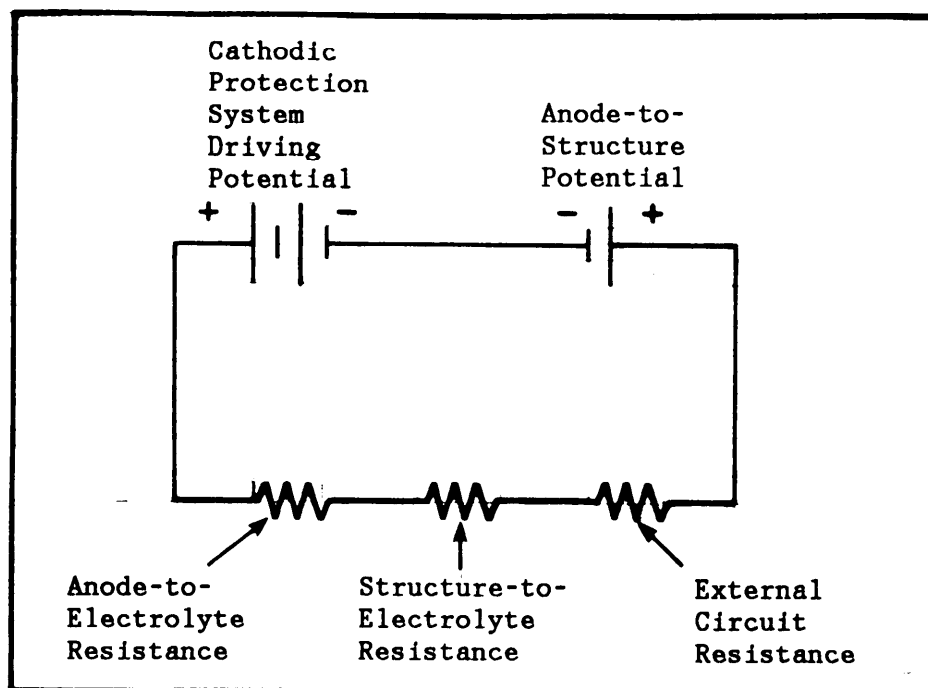 Cathodic
Protection
System
Driving
Potential
Anode-to-
Structure
Potential
+ -
- +
Anode-to-
Electrolyte
Resistance
Structure-to-
Electrolyte
Resistance
External
Circuit
Resistance